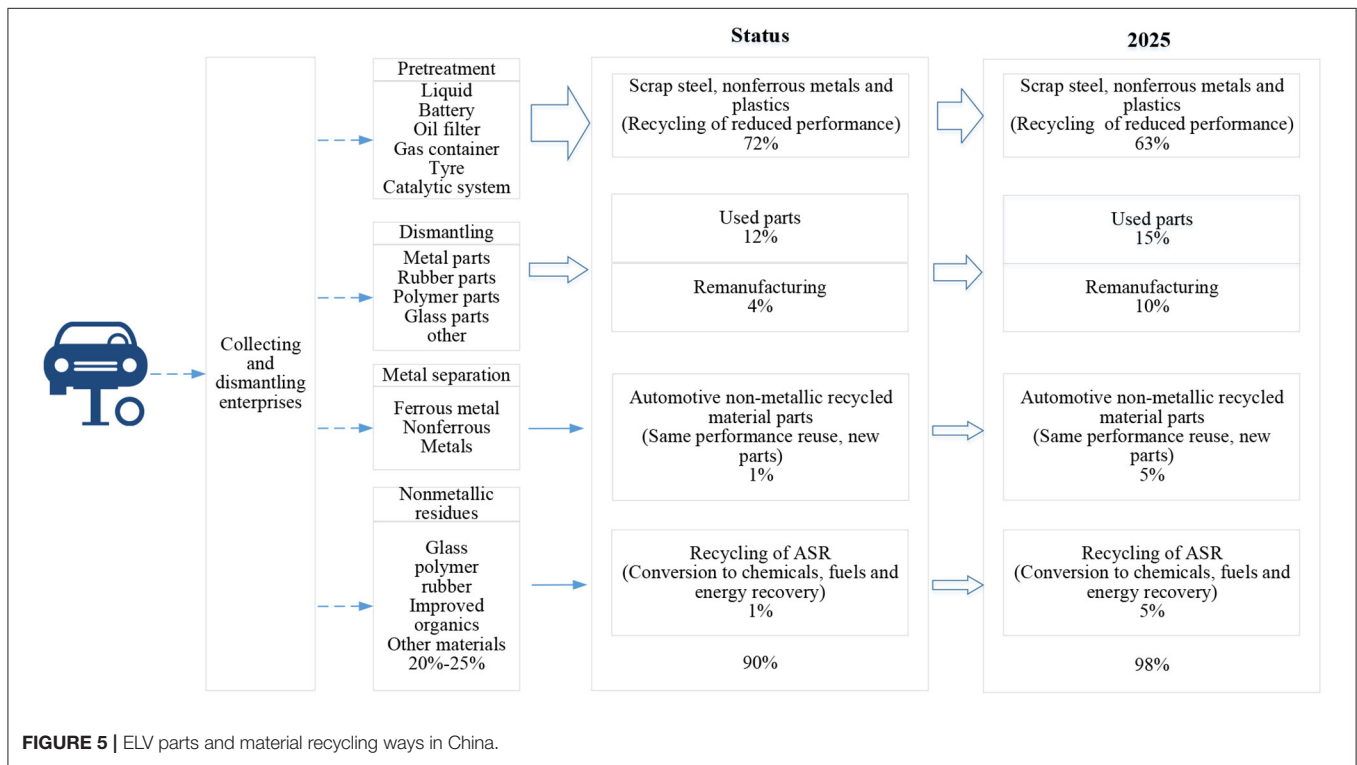 Status
2025
Collecting
and
dismantling
enterprises
Pretreatment
Liquid
Battery
Oil filter
Gas container
Tyre
Catalytic system
Dismantling
Metal parts
Rubber parts
Polymer parts
Glass parts
other
Metal separation
Ferrous metal
Nonferrous
Metals
Nonmetallic
residues
Glass
polymer
rubber
Improved
organics
Other materials
20%-25%
Scrap steel, nonferrous metals and
plastics
(Recycling of reduced performance)
72%
Used parts
12%
Remanufacturing
4%
Automotive non-metallic recycled
material parts
(Same performance reuse, new
parts)
1%
Recycling of ASR
(Conversion to chemicals, fuels and
energy recovery)
1%
90%
Scrap steel, nonferrous metals and
plastics
(Recycling of reduced performance)
63%
Used parts
15%
Remanufacturing
10%
Automotive non-metallic recycled
material parts
(Same performance reuse, new
parts)
5%
Recycling of ASR
(Conversion to chemicals, fuels and
energy recovery)
5%
98%
FIGURE 5 | ELV parts and material recycling ways in China.